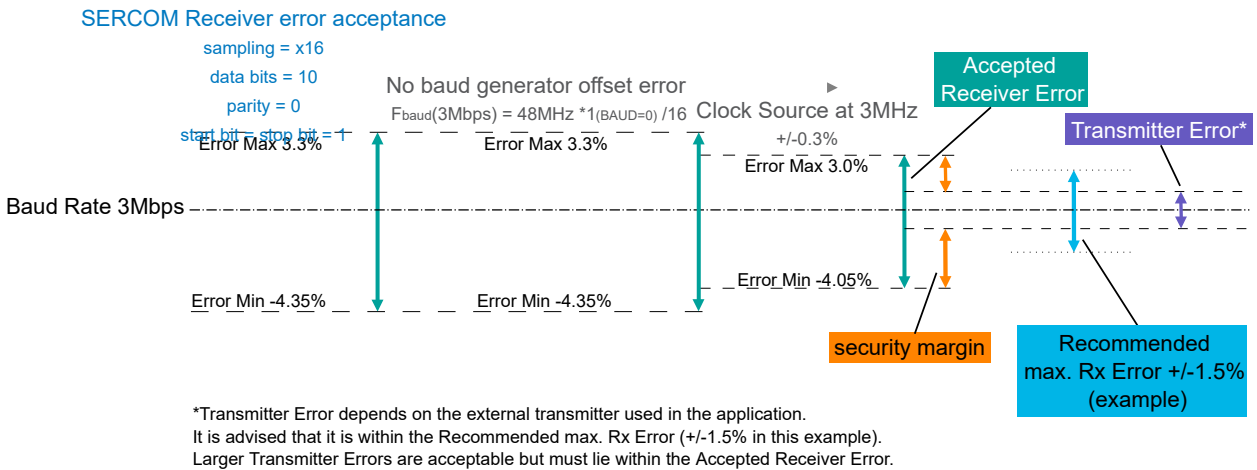 SERCOM Receiver error acceptance
sampling = x16
data bits = 10
parity = 0
start bit = stop bit = 1
No baud generator offset error
Fbaud(3Mbps) = 48MHz *1(BAUD=0) /16
Clock Source at 3MHz
+/-0.3%
Accepted
Receiver Error
Transmitter Error*
Error Max 3.3%
Error Max 3.3%
Error Max 3.0%
Baud Rate 3Mbps
Error Min -4.35%
Error Min -4.35%
Error Min -4.05%
security margin
Recommended
max. Rx Error +/-1.5%
(example)
*Transmitter Error depends on the external transmitter used in the application.
It is advised that it is within the Recommended max. Rx Error (+/-1.5% in this example).
Larger Transmitter Errors are acceptable but must lie within the Accepted Receiver Error.